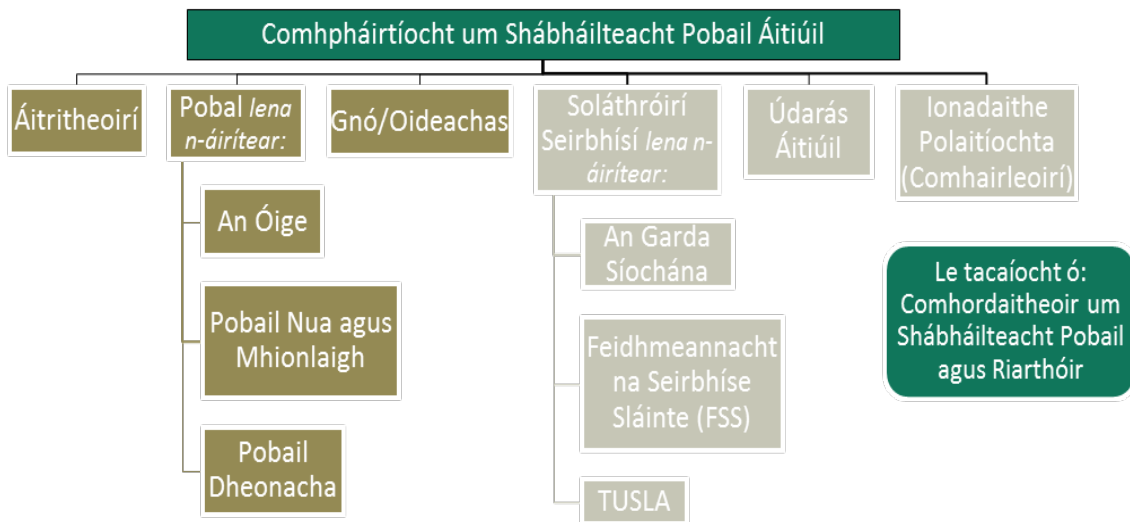 Comhpháirtíocht um Shábháilteacht Pobail Áitiúil
Áitritheoirí
Pobal lena
n-áirítear:
Gnó/Oideachas
Soláthróirí
Seirbhísí lena n-
áirítear:
Údarás
Áitiúil
Ionadaithe
Polaitíochta
(Comhairleoirí)
An Óige
Pobail Nua agus
Mhionlaigh
Pobail
Dheonacha
An Garda
Síochána
Feidhmeannacht
na Seirbhíse
Sláinte (FSS)
TUSLA
Le tacaíocht ó:
Comhordaitheoir um
Shábháilteacht Pobail
agus Riarthóir